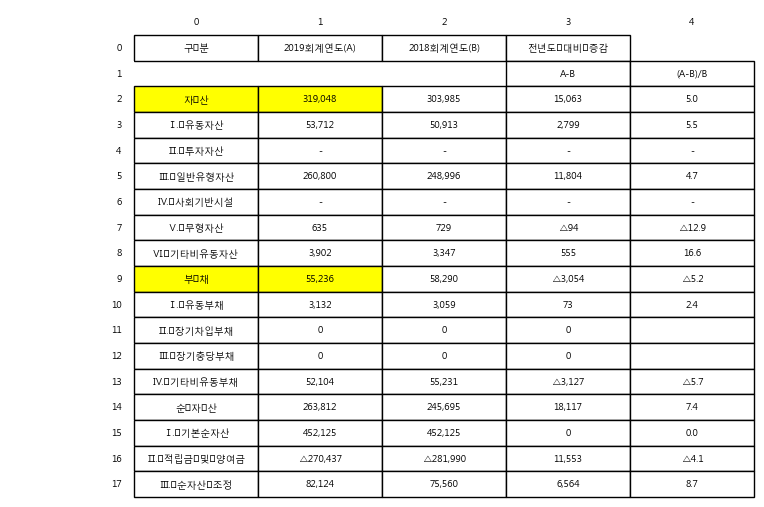 0 1 2 3 4
0 구 분 2019회계연도(A) 2018회계연도(B) 전년도 대비 증감
1 A-B (A-B)/B
2 자 산 319,048 303,985 15,063 5.0
3 Ⅰ. 유동자산 53,712 50,913 2,799 5.5
4 Ⅱ. 투자자산 - - - -
5 Ⅲ. 일반유형자산 260,800 248,996 11,804 4.7
6 Ⅳ. 사회기반시설 - - - -
7 Ⅴ. 무형자산 635 729 △94 △12.9
8 Ⅵ 기타비유동자산 3,902 3,347 555 16.6
9 부 채 55,236 58,290 △3,054 △5.2
10 Ⅰ. 유동부채 3,132 3,059 73 2.4
11 Ⅱ. 장기차입부채 0 0 0
12 Ⅲ. 장기충당부채 0 0 0
13 Ⅳ. 기타비유동부채 52,104 55,231 △3,127 △5.7
14 순 자 산 263,812 245,695 18,117 7.4
15 Ⅰ. 기본순자산 452,125 452,125 0 0.0
16 Ⅱ. 적립금 및 잉여금 △270,437 △281,990 11,553 △4.1
17 Ⅲ. 순자산 조정 82,124 75,560 6,564 8.7